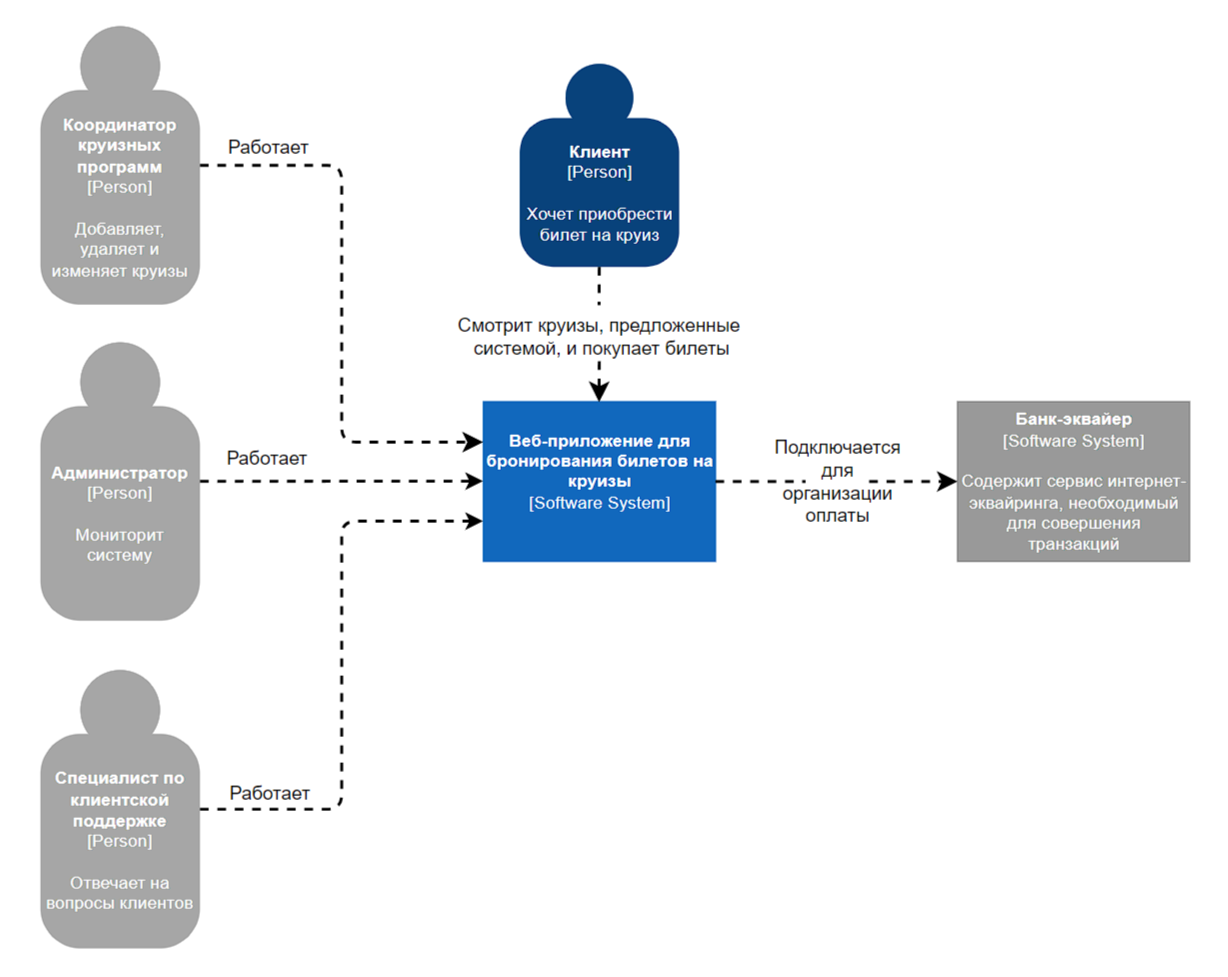 Координатор
круизных
программ
[Person]
Добавляет,
удаляет и
изменяет круизы
Работает
Клиент
[Person]
Хочет приобрести
билет на круиз
Смотрит круизы, предложенные
системой, и покупает билеты
Администратор
[Person]
Мониторит
систему
Работает
Веб-приложение для
бронирования билетов на
круизы
[Software System]
Подключается
для
организации
оплаты
Банк-эквайер
[Software System]
Содержит сервис интернет-
эквайринга, необходимый
для совершения
транзакций
Специалист по
клиентской
поддержке
[Person]
Отвечает на
вопросы клиентов
Работает